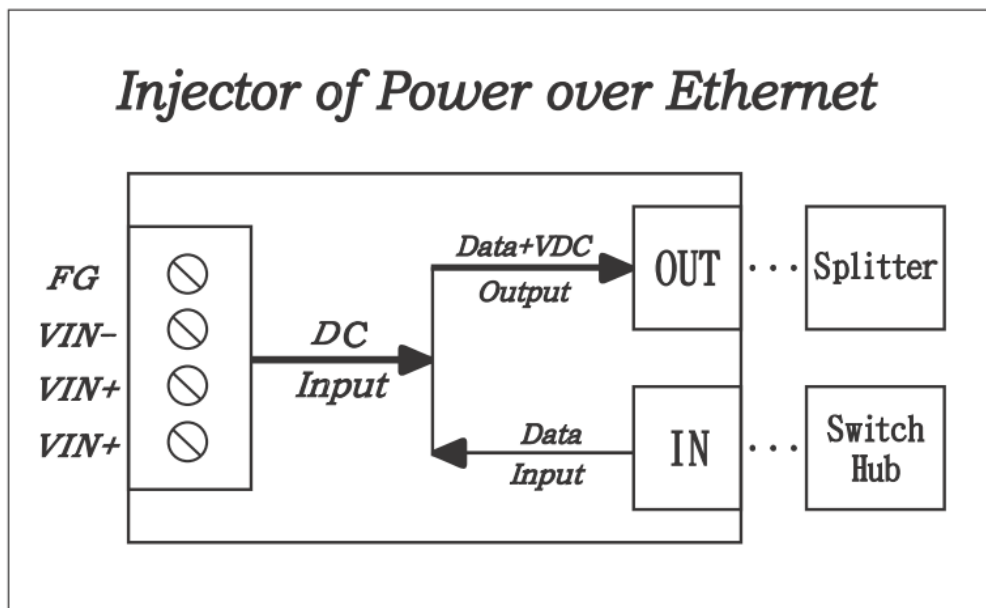 Injector of Power over Ethernet
FG
VIN-
VIN+
VIN+
DC
Input
Data+VDC
Output
Data
Input
OUT
IN
Splitter
Switch
Hub